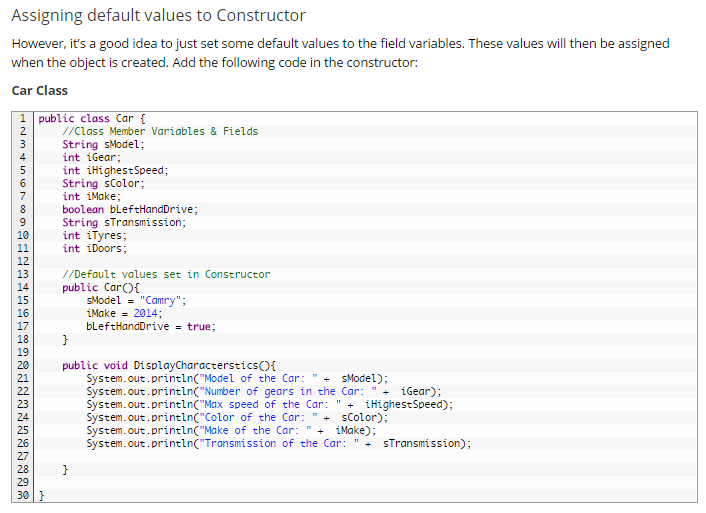 Assigning default values to Constructor
However, it's a good idea to just set some default values to the field variables. These values will then be assigned
when the object is created. Add the following code in the constructor:
Car Class
1 public class Car {
2     //Class Member Variables & Fields
3     String sModel;
4     int iGear;
5     int iHighestSpeed;
6     String sColor;
7     int iMake;
8     boolean bLeftHandDrive;
9     String sTransmission;
10     int iTyres;
11     int iDoors;
12
13     //Default values set in Constructor
14     public Car(){
15         sModel = "Camry";
16         iMake = 2014;
17         bLeftHandDrive = true;
18     }
19
20     public void DisplayCharacterstics(){
21         System.out.println("Model of the Car: " +  sModel);
22         System.out.println("Number of gears in the Car: " +  iGear);
23         System.out.println("Max speed of the Car: " +  iHighestSpeed);
24         System.out.println("Color of the Car: " +  sColor);
25         System.out.println("Make of the Car: " +  iMake);
26         System.out.println("Transmission of the Car: " +  sTransmission);
27
28     }
29
30 }